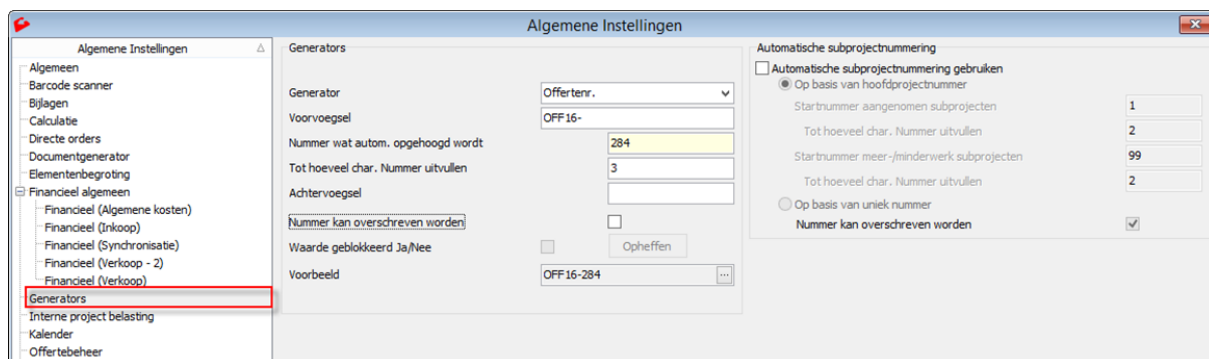 Algemene Instellingen
Algemene Instellingen
Algemeen
Barcode scanner
Bijlagen
Calculatie
Directe orders
Documentgenerator
Elementenbegroting
Financieel algemeen
Financieel (Algemene kosten)
Financieel (Inkoop)
Financieel (Synchronisatie)
Financieel (Verkoop - 2)
Financieel (Verkoop)
Generators
Interne project belasting
Kalender
Offertebeheer
Generators
Generator Offertenr.
Voorvoegsel OFF16-
Nummer wat autom. opgehoogd wordt 284
Tot hoeveel char. Nummer uitvullen 3
Achtervoegsel
Nummer kan overschreven worden
Waarde geblokkeerd Ja/Nee Opheffen
Voorbeeld OFF16-284 ...
Automatische subprojectnummering
Automatische subprojectnummering gebruiken
Op basis van hoofdprojectnummer
Startnummer aangenomen subprojecten 1
Tot hoeveel char. Nummer uitvullen 2
Startnummer meer-/minderwerk subprojecten 99
Tot hoeveel char. Nummer uitvullen 2
Op basis van uniek nummer
Nummer kan overschreven worden